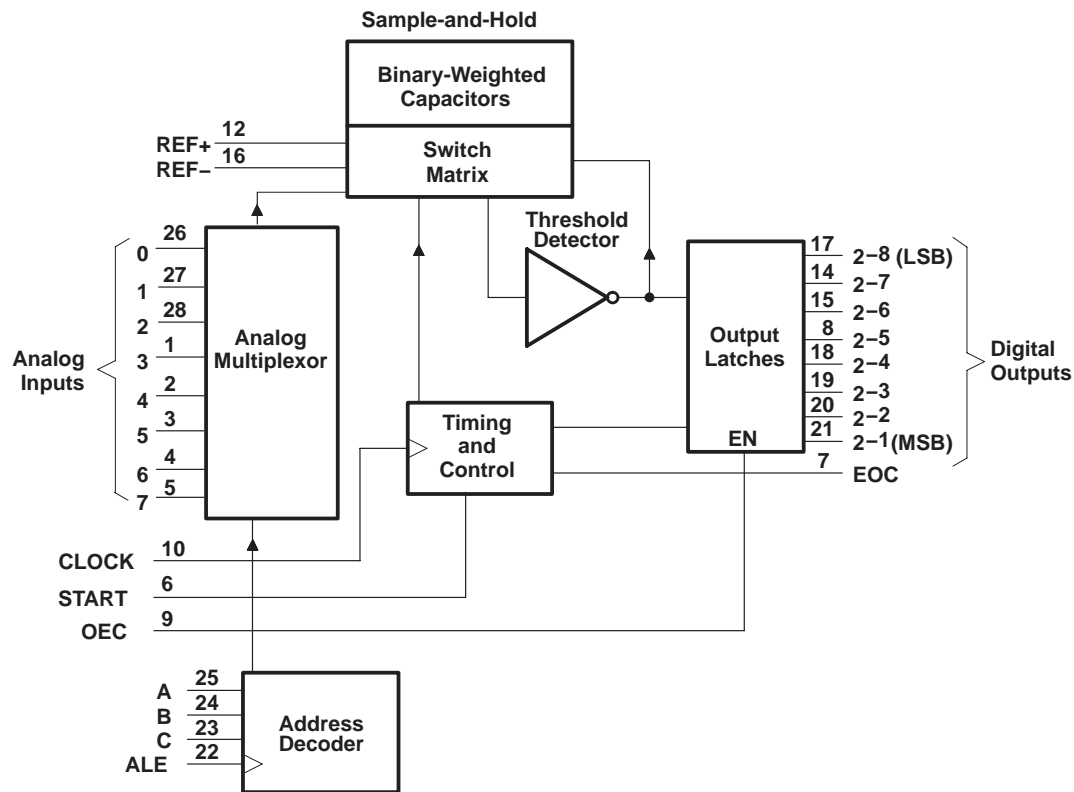 Sample-and-Hold
Binary-Weighted
Capacitors
Switch
Matrix
REF+ 12
REF− 16
Threshold
Detector
Analog
Inputs
0 26
1 27
2 28
3 1
4 2
5 3
6 4
7 5
Analog
Multiplexor
Timing
and
Control
Output
Latches
EN
17 2−8 (LSB)
14 2−7
15 2−6
8 2−5
18 2−4
19 2−3
20 2−2
21 2−1 (MSB)
7 EOC
Digital
Outputs
CLOCK 10
START 6
OEC 9
A 25
B 24
C 23
ALE 22
Address
Decoder